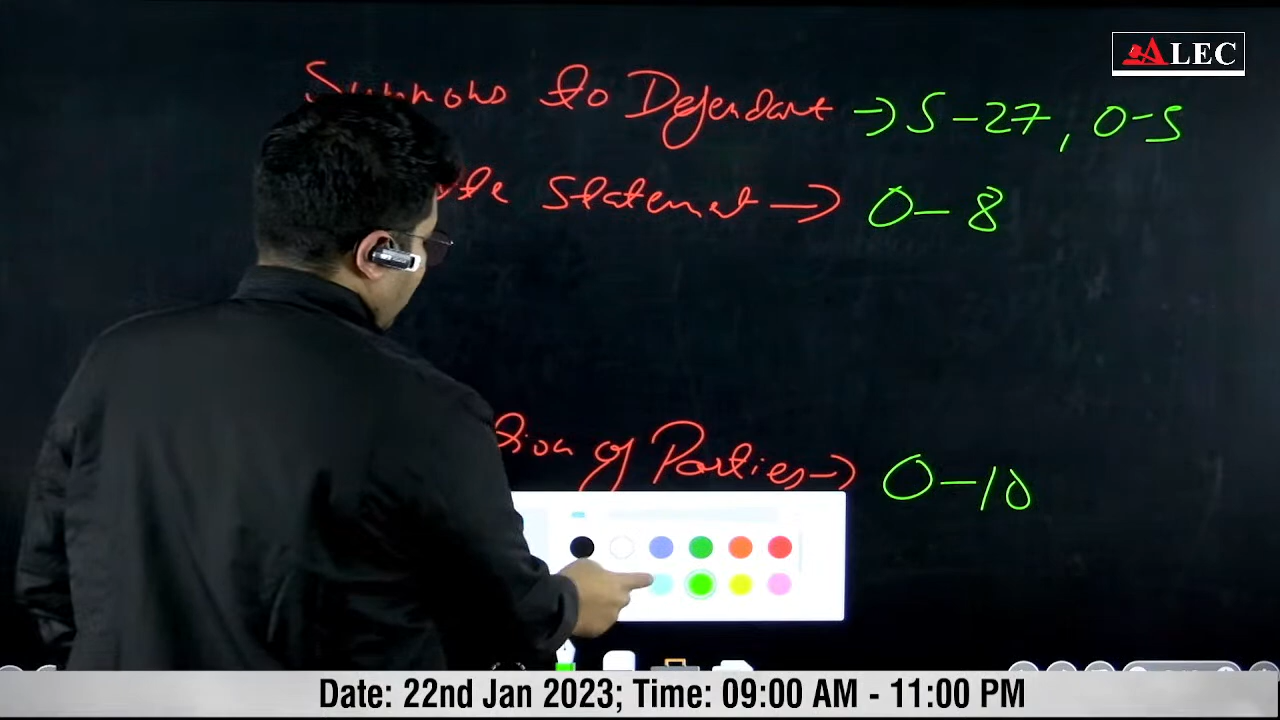 ALEC
Summons to Defendant → S-27, O-5
Statement → O-8
of Parties → O-10
Date: 22nd Jan 2023; Time: 09:00 AM - 11:00 PM